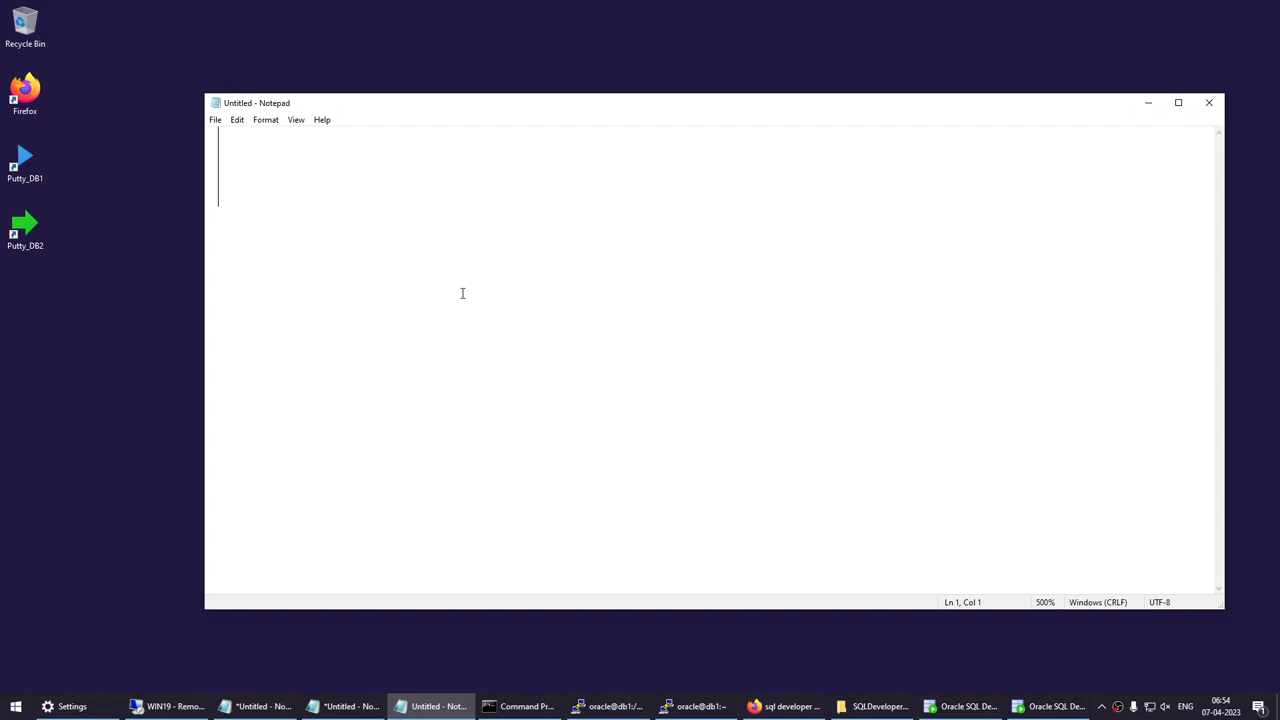 Recycle Bin
Firefox
Putty_DB1
Putty_DB2
Untitled - Notepad
File Edit Format View Help
Ln 1, Col 1 500% Windows (CRLF) UTF-8
Settings WIN19 - Remo... *Untitled - No... *Untitled - No... Untitled - Not... Command Pr... oracle@db1:/... oracle@db1:~ sql developer ... SQLDeveloper... Oracle SQL De... Oracle SQL De... ENG 06:54
07-04-2023
1